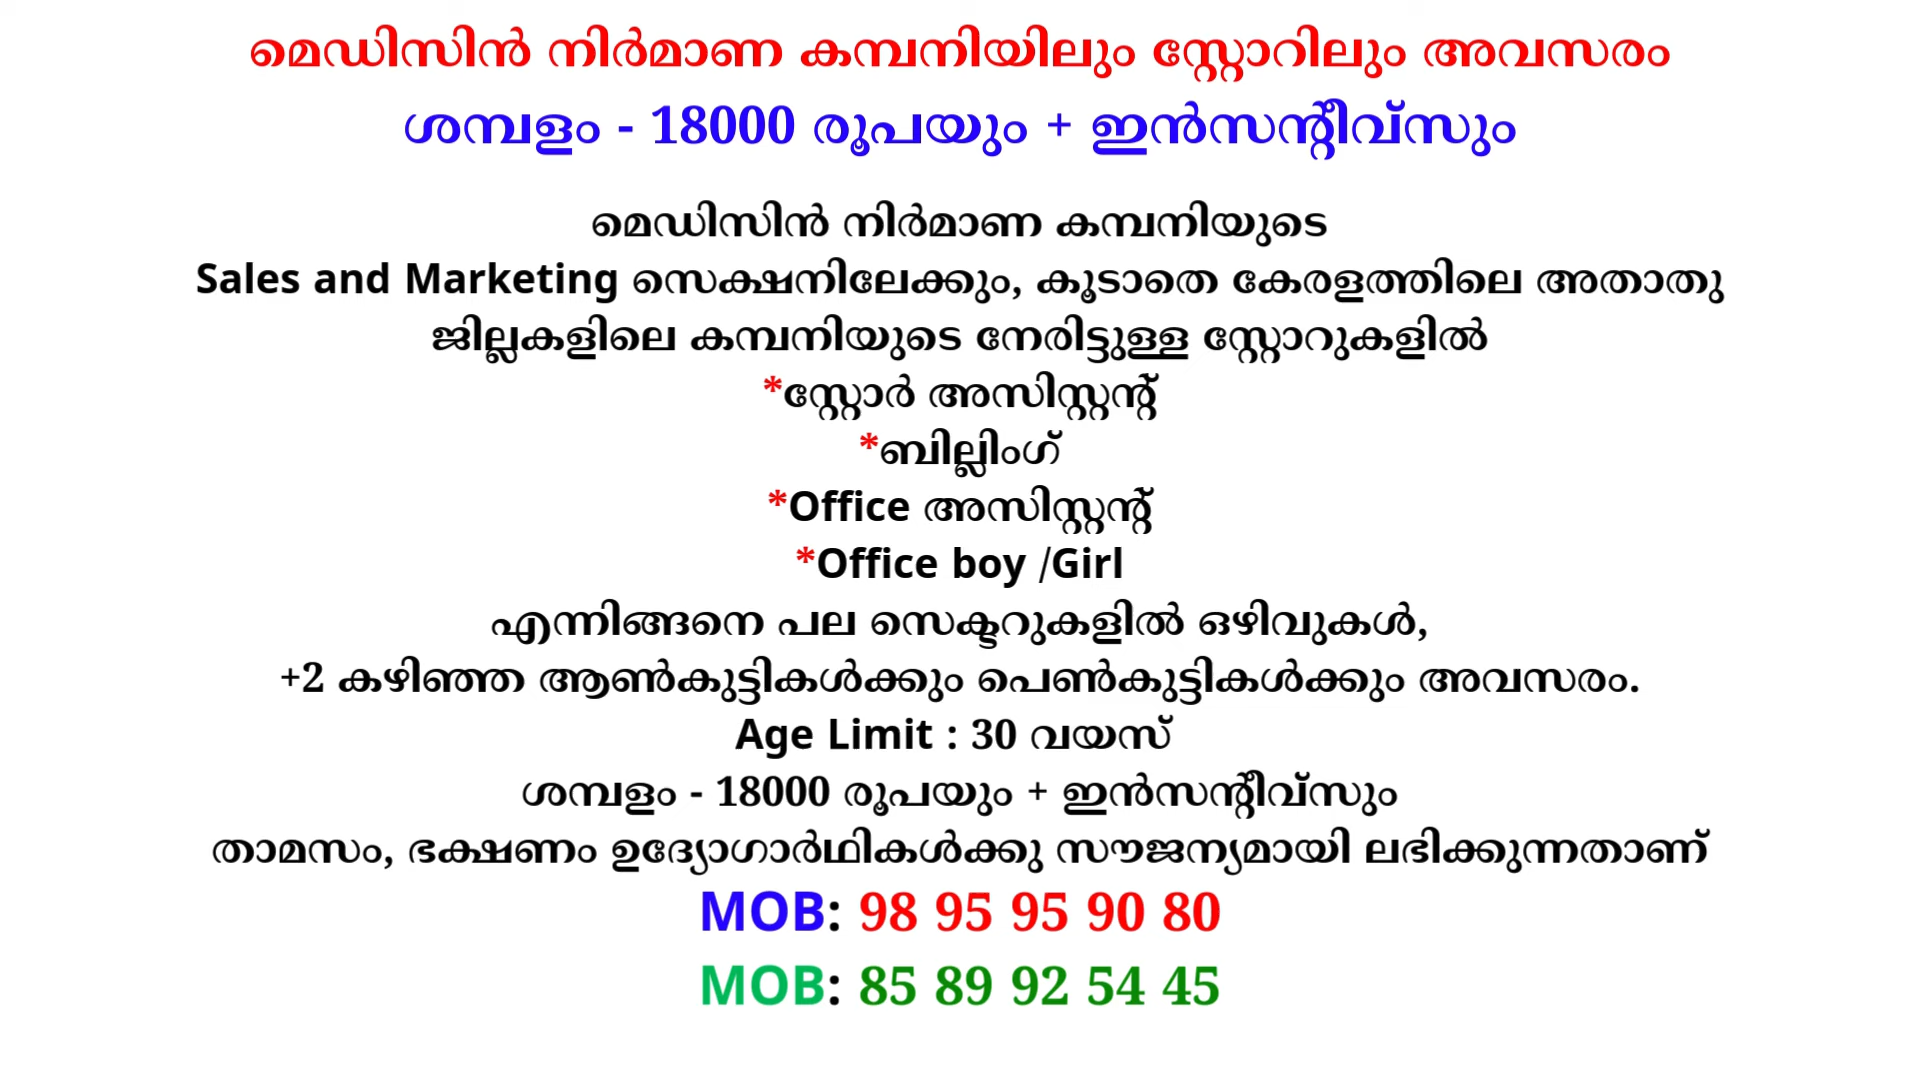 മെഡിസിൻ നിർമാണ കമ്പനിയിലും സ്റ്റോറിലും അവസരം
ശമ്പളം - 18000 രൂപയും + ഇൻസന്റീവ്സും
മെഡിസിൻ നിർമാണ കമ്പനിയുടെ
Sales and Marketing സെക്ഷനിലേക്കും, കൂടാതെ കേരളത്തിലെ അതാതു
ജില്ലകളിലെ കമ്പനിയുടെ നേരിട്ടുള്ള സ്റ്റോറുകളിൽ
*സ്റ്റോർ അസിസ്റ്റന്റ്
*ബില്ലിംഗ്
*Office അസിസ്റ്റന്റ്
*Office boy /Girl
എന്നിങ്ങനെ പല സെക്ടറുകളിൽ ഒഴിവുകൾ,
+2 കഴിഞ്ഞ ആൺകുട്ടികൾക്കും പെൺകുട്ടികൾക്കും അവസരം.
Age Limit : 30 വയസ്
ശമ്പളം - 18000 രൂപയും + ഇൻസന്റീവ്സും
താമസം, ഭക്ഷണം ഉദ്യോഗാർഥികൾക്കു സൗജന്യമായി ലഭിക്കുന്നതാണ്
MOB: 98 95 95 90 80
MOB: 85 89 92 54 45